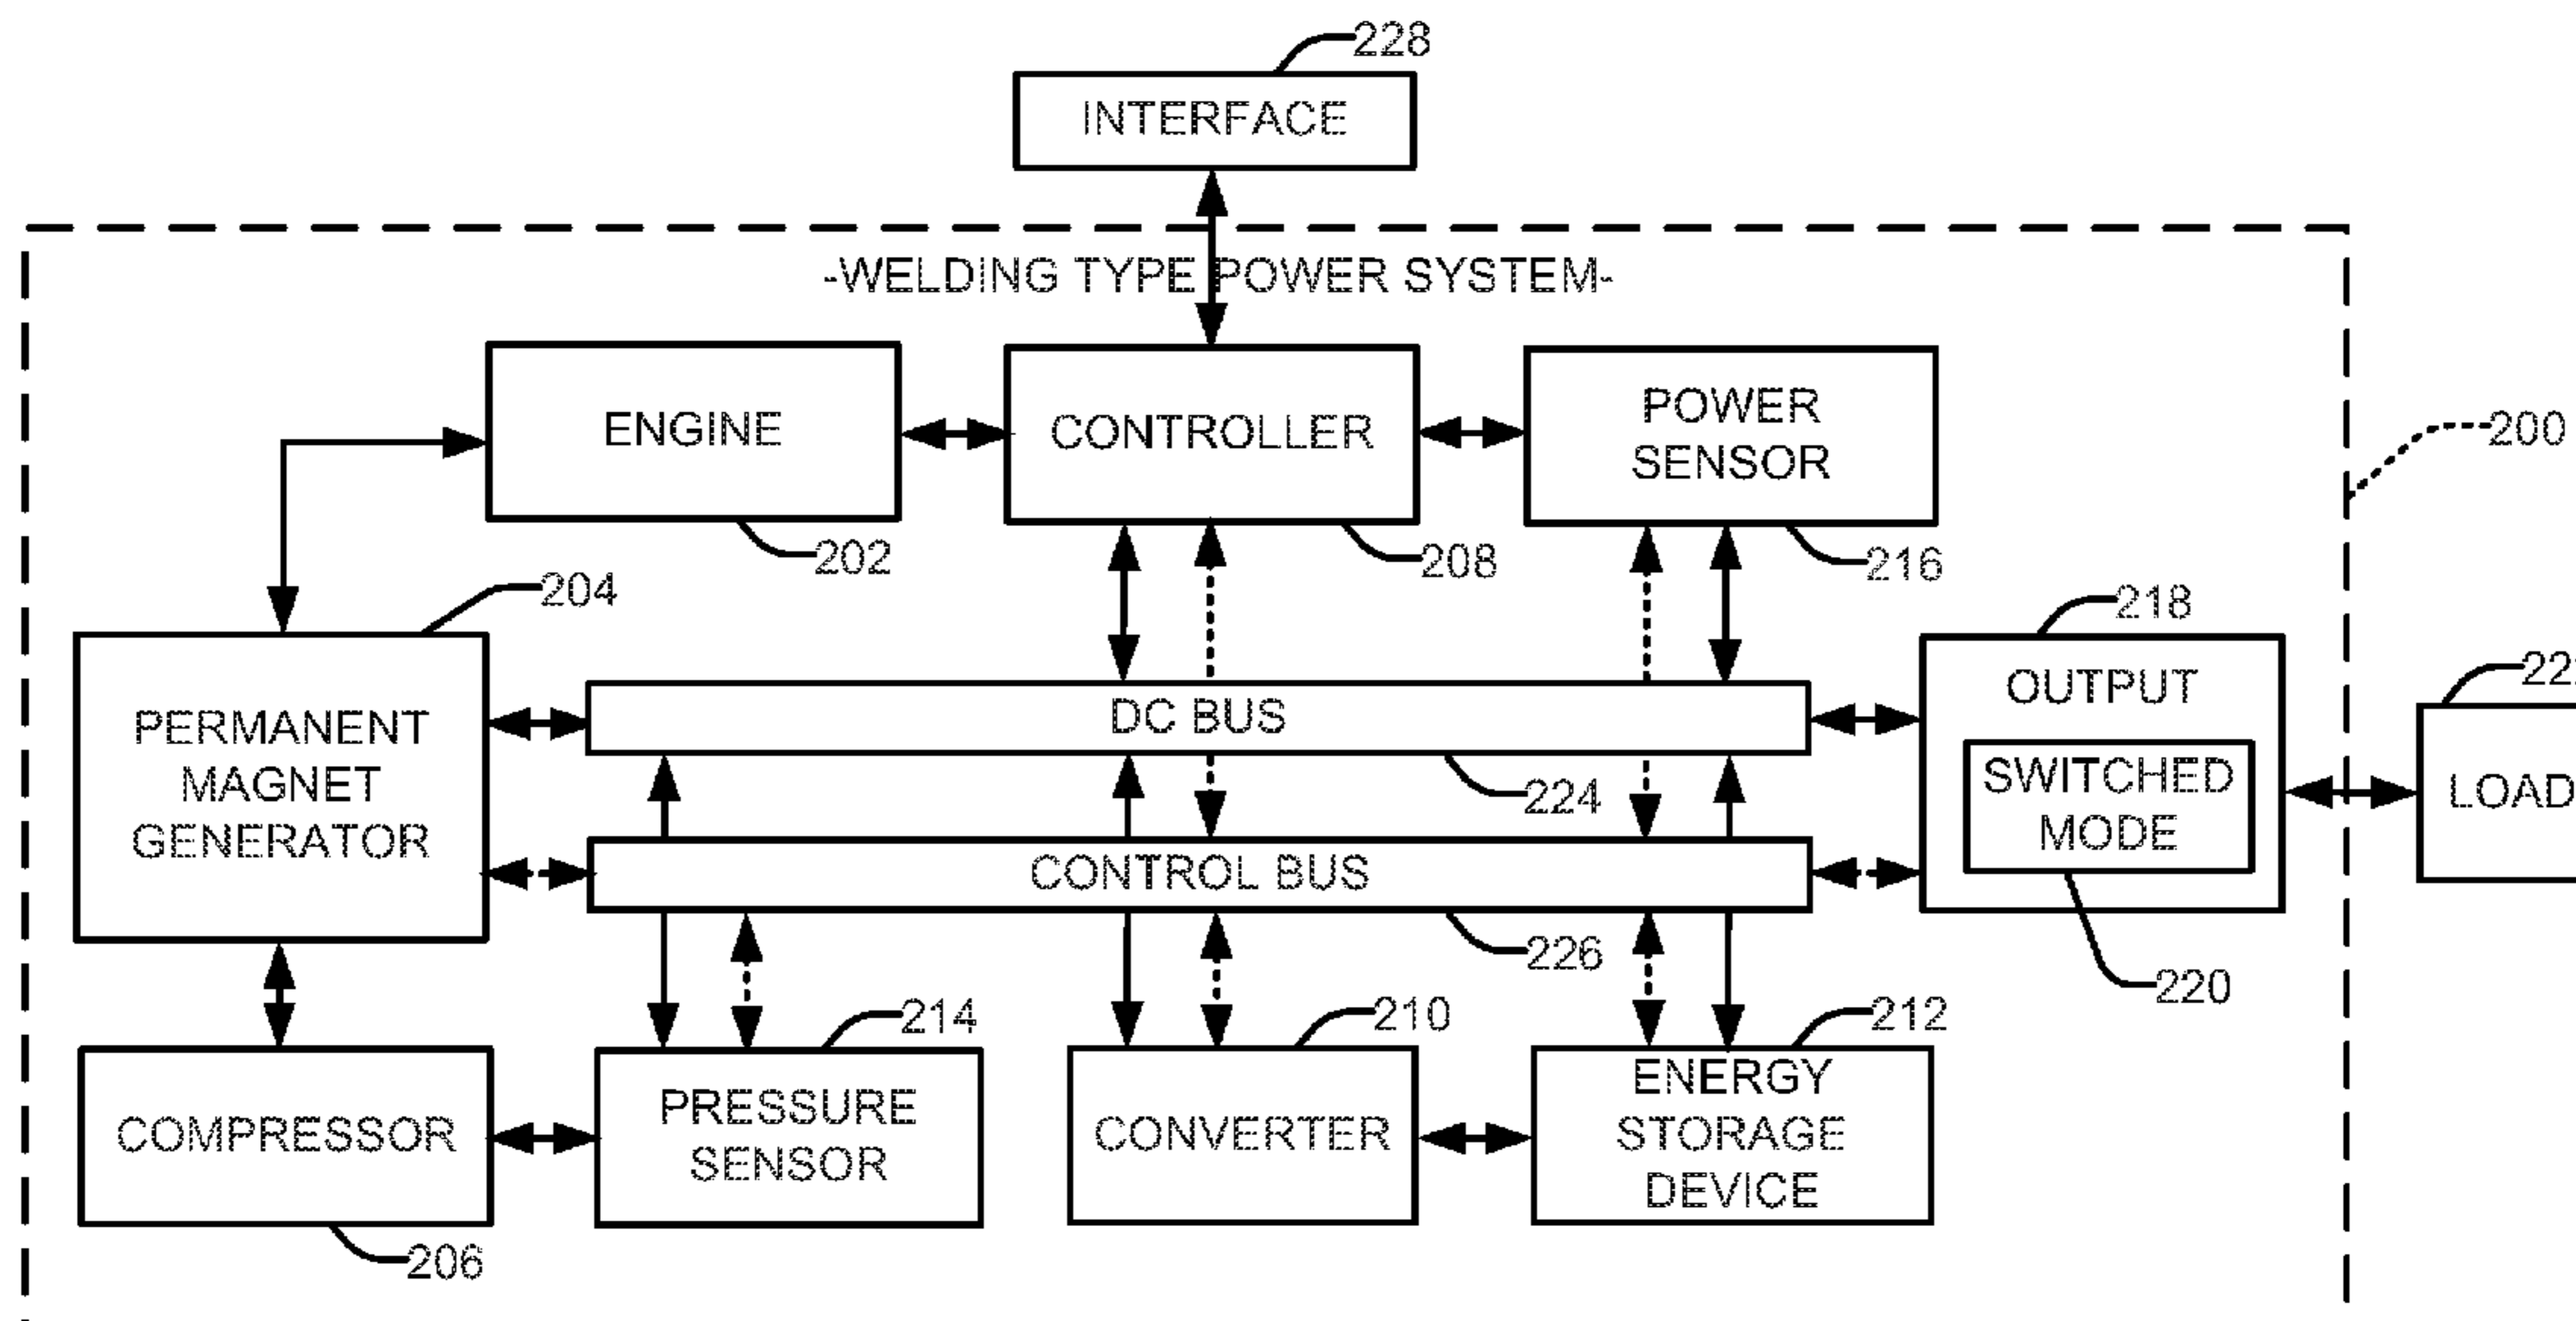 228
INTERFACE
-WELDING TYPE POWER SYSTEM-
ENGINE
CONTROLLER
POWER
SENSOR
200
202
208
216
204
218
PERMANENT
MAGNET
GENERATOR
DC BUS
OUTPUT
SWITCHED
MODE
LOAD
224
CONTROL BUS
226
220
214
210
212
COMPRESSOR
PRESSURE
SENSOR
CONVERTER
ENERGY
STORAGE
DEVICE
206